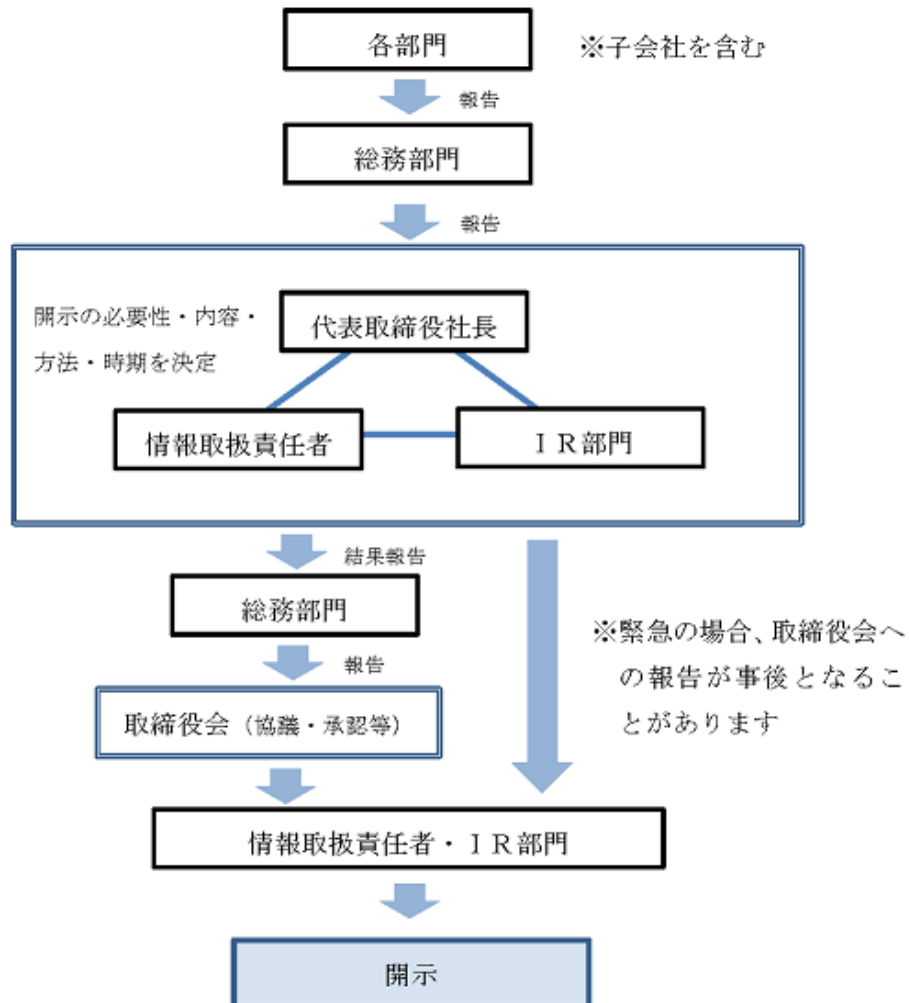 各部門
※子会社を含む
報告
総務部門
報告
開示の必要性・内容・
方法・時期を決定
代表取締役社長
情報取扱責任者
ＩＲ部門
結果報告
総務部門
報告
※緊急の場合、取締役会へ
の報告が事後となるこ
とがあります
取締役会（協議・承認等）
情報取扱責任者・ＩＲ部門
開示